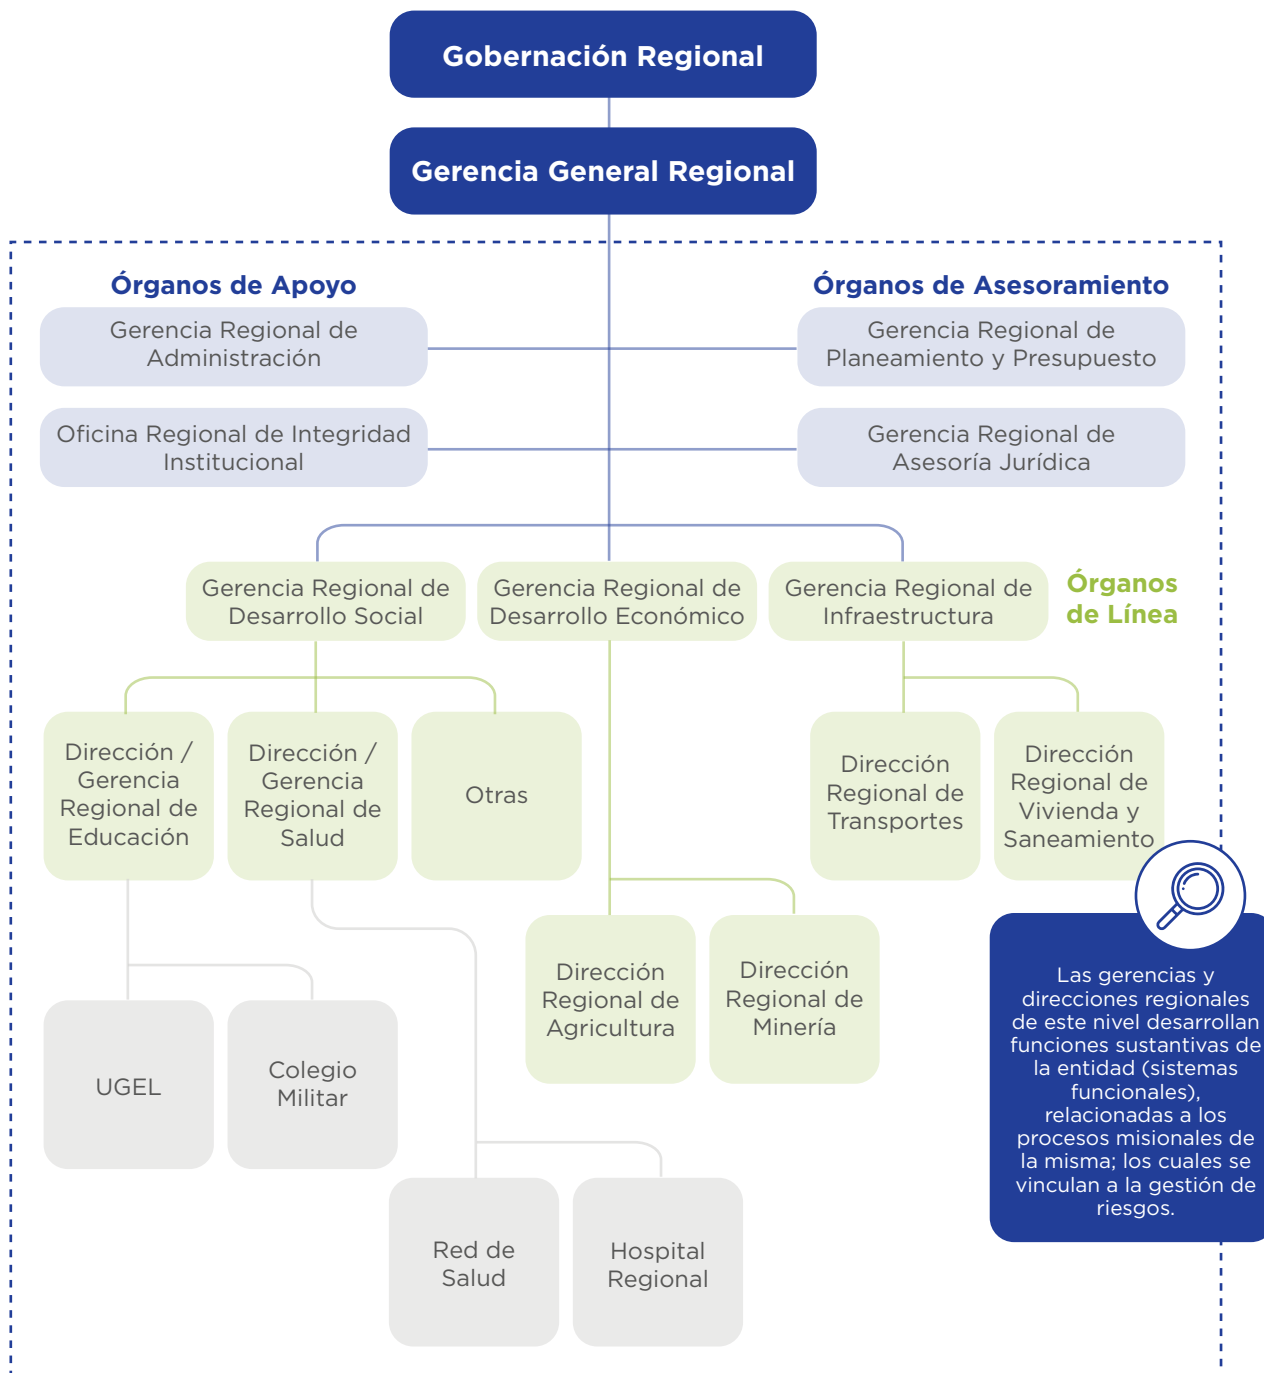 Gobernación Regional
Gerencia General Regional
Órganos de Apoyo
Órganos de Asesoramiento
Gerencia Regional de
Administración
Gerencia Regional de
Planeamiento y Presupuesto
Oficina Regional de Integridad
Institucional
Gerencia Regional de
Asesoría Jurídica
Gerencia Regional de
Desarrollo Social
Gerencia Regional de
Desarrollo Económico
Gerencia Regional de
Infraestructura
Órganos
de Línea
Dirección /
Gerencia
Regional de
Educación
Dirección /
Gerencia
Regional de
Salud
Otras
Dirección
Regional de
Transportes
Dirección
Regional de
Vivienda y
Saneamiento
Dirección
Regional de
Agricultura
Dirección
Regional de
Minería
UGEL
Colegio
Militar
Red de
Salud
Hospital
Regional
Las gerencias y
direcciones regionales
de este nivel desarrollan
funciones sustantivas de
la entidad (sistemas
funcionales),
relacionadas a los
procesos misionales de
la misma; los cuales se
vinculan a la gestión de
riesgos.